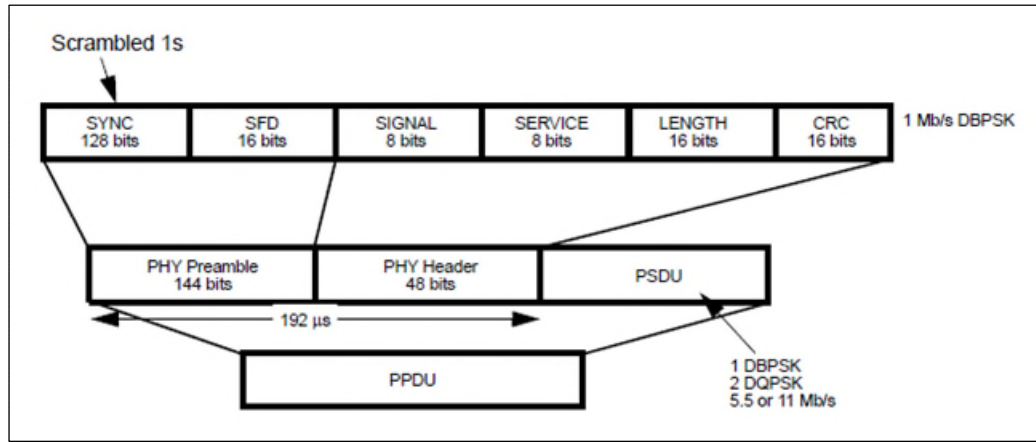 Scrambled 1s
SYNC
128 bits
SFD
16 bits
SIGNAL
8 bits
SERVICE
8 bits
LENGTH
16 bits
CRC
16 bits
1 Mb/s DBPSK
PHY Preamble
144 bits
PHY Header
48 bits
PSDU
192 µs
PPDU
1 DBPSK
2 DQPSK
5.5 or 11 Mb/s